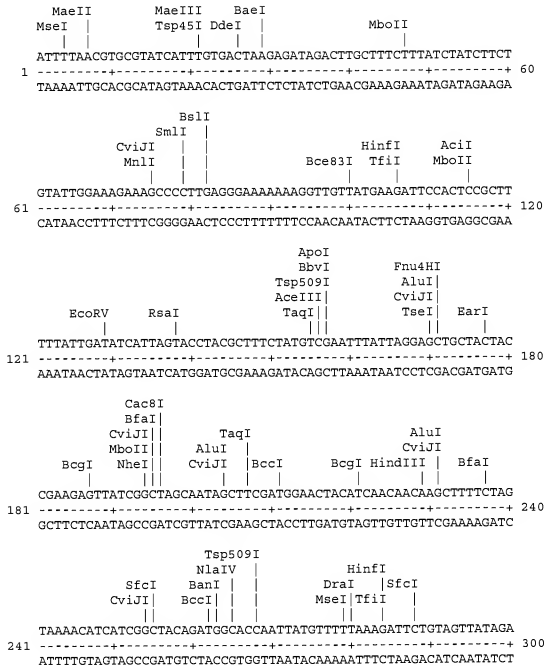 MaeII MaeIII BaeI
MseI Tsp45I DdeI MboII
ATTTTAACGTGCGTATCATTTGTGACTAAGAGATAGACTTGCTTTCTTTATCTATCTTCT
1 ---------+---------+---------+---------+---------+---------+ 60
TAAAATTGCACGCATAGTAAACACTGATTCTCTATCTGAACGAAAGAAATAGATAGAAGA
BslI
SmlI
CviJI HinfI AciI
MnlI Bce83I TfiI MboII
GTATTGGAAAGAAAGCCCCTTGAGGGAAAAAAAGGTTGTTATGAAGATTCCACTCCGCTT
61 ---------+---------+---------+---------+---------+---------+ 120
CATAACCTTTCTTTCGGGGAACTCCCTTTTTTTCCAACAATACTTCTAAGGTGAGGCGAA
ApoI
BbvI Fnu4HI
Tsp509I AluI
AceIII CviJI
EcoRV RsaI TaqI TseI EarI
TTTATTGATATCATTAGTACCTACGCTTTCTATGTCGAATTTATTAGGAGCTGCTACTAC
121 ---------+---------+---------+---------+---------+---------+ 180
AAATAACTATAGTAATCATGGATGCGAAAGATACAGCTTAAATAATCCTCGACGATGATG
Cac8I
BfaI
CviJI TaqI AluI
MboII AluI CviJI
BcgI NheI CviJI BccI BcgI HindIII BfaI
CGAAGAGTTATCGGCTAGCAATAGCTTCGATGGAACTACATCAACAACAAGCTTTTCTAG
181 ---------+---------+---------+---------+---------+---------+ 240
GCTTCTCAATAGCCGATCGTTATCGAAGCTACCTTGATGTAGTTGTTGTTCGAAAAGATC
Tsp509I
NlaIV HinfI
SfcI BanI DraI SfcI
CviJI BccI MseI TfiI
TAAAACATCATCGGCTACAGATGGCACCAATTATGTTTTTAAAGATTCTGTAGTTATAGA
241 ---------+---------+---------+---------+---------+---------+ 300
ATTTTGTAGTAGCCGATGTCTACCGTGGTTAATACAAAAATTTCTAAGACATCAATATCT